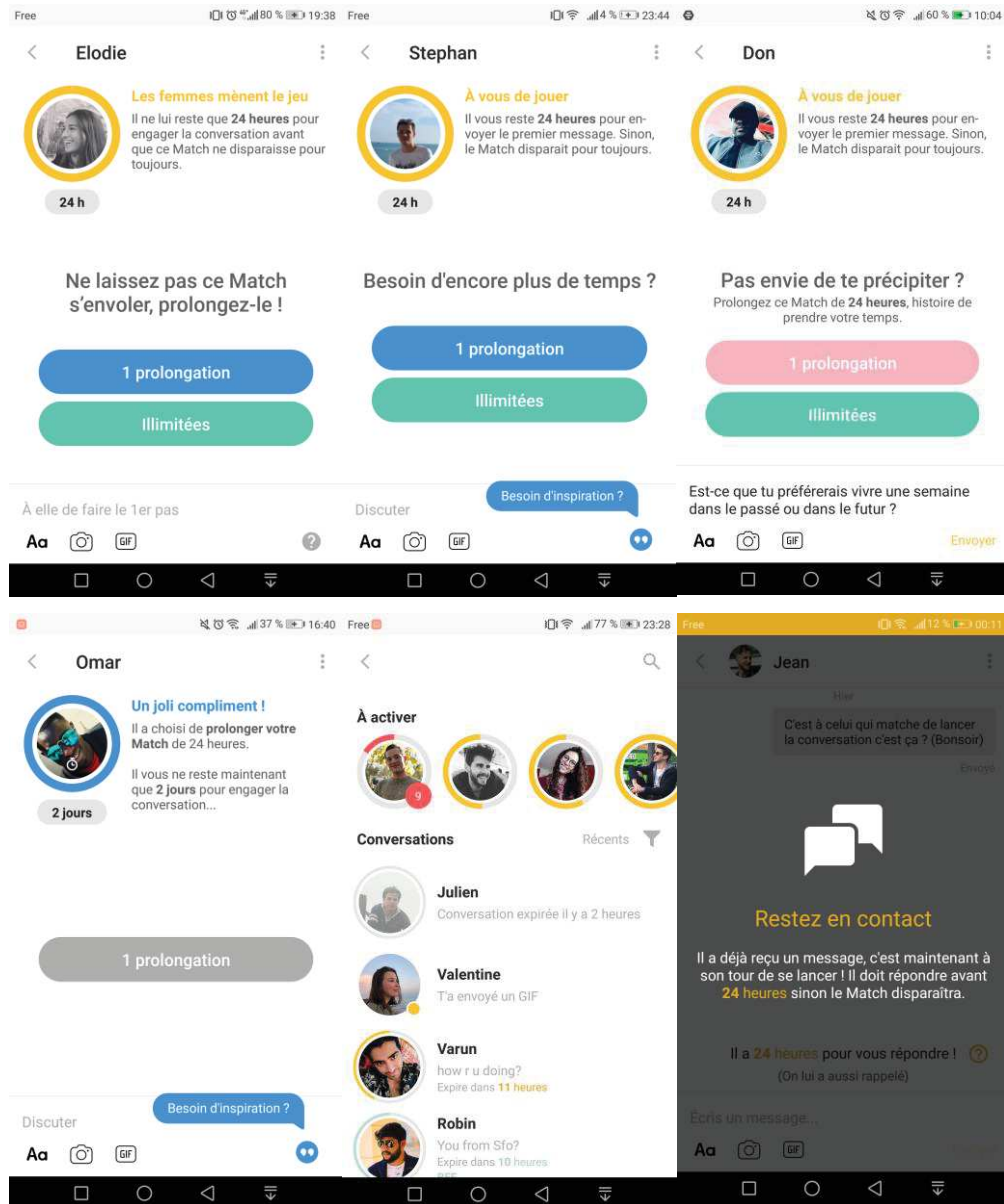 Free
80 % 19:38
Elodie
Les femmes mènent le jeu
Il ne lui reste que 24 heures pour
engager la conversation avant
que ce Match ne disparaisse pour
toujours.
24 h
Ne laissez pas ce Match
s'envoler, prolongez-le !
1 prolongation
Illimitées
À elle de faire le 1er pas
Aa
GIF
?
Free
4 % 23:44
Stephan
À vous de jouer
Il vous reste 24 heures pour en-
voyer le premier message. Sinon,
le Match disparait pour toujours.
24 h
Besoin d'encore plus de temps ?
1 prolongation
Illimitées
Besoin d'inspiration ?
Discuter
Aa
GIF
60 % 10:04
Don
À vous de jouer
Il vous reste 24 heures pour en-
voyer le premier message. Sinon,
le Match disparait pour toujours.
24 h
Pas envie de te précipiter ?
Prolongez ce Match de 24 heures, histoire de
prendre votre temps.
1 prolongation
Illimitées
Est-ce que tu préférerais vivre une semaine
dans le passé ou dans le futur ?
Aa
GIF
Envoyer
37 % 16:40
Omar
Un joli compliment !
Il a choisi de prolonger votre
Match de 24 heures.
Il vous ne reste maintenant
que 2 jours pour engager la
conversation...
2 jours
1 prolongation
Besoin d'inspiration ?
Discuter
Aa
GIF
Free
77 % 23:28
À activer
9
Conversations
Récents
Julien
Conversation expirée il y a 2 heures
Valentine
T'a envoyé un GIF
Varun
how r u doing?
Expire dans 11 heures
Robin
You from Sfo?
Expire dans 10 heures
BFF
Free
12 % 00:11
Jean
Hier
C'est à celui qui matche de lancer
la conversation c'est ça ? (Bonsoir)
Envoyé
Restez en contact
Il a déjà reçu un message, c'est maintenant à
son tour de se lancer ! Il doit répondre avant
24 heures sinon le Match disparaîtra.
Il a 24 heures pour vous répondre ! ?
(On lui a aussi rappelé)
Écris un message...
Aa
GIF